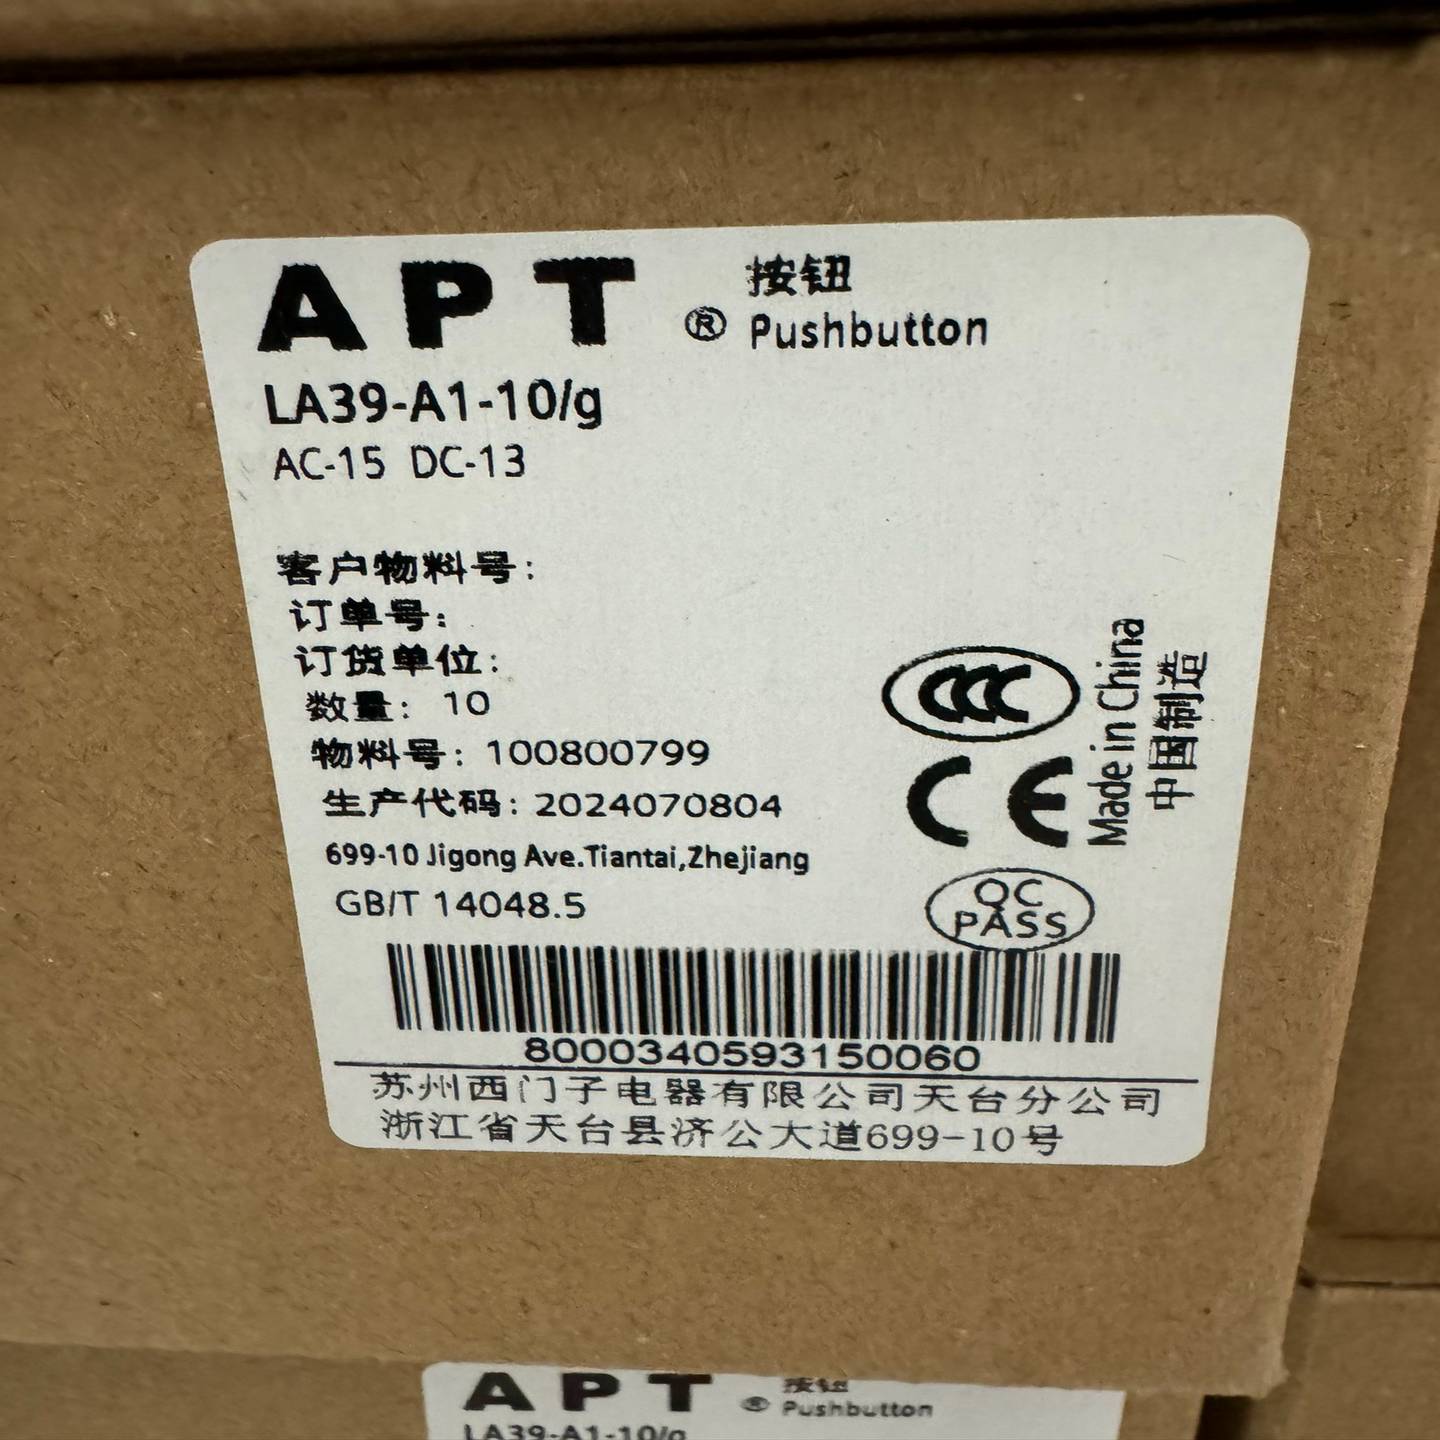 APT ® 按钮
Pushbutton
LA39-A1-10/g
AC-15 DC-13
客户物料号:
订单号:
订货单位:
数量: 10
物料号: 100800799
生产代码: 2024070804
699-10 Jigong Ave.Tiantai,Zhejiang
GB/T 14048.5
CCC
CE
Made in China
中国制造
QC
PASS
8000340593150060
苏州西门子电器有限公司天台分公司
浙江省天台县济公大道699-10号
APT ® 按钮
Pushbutton
LA39-A1-10/g